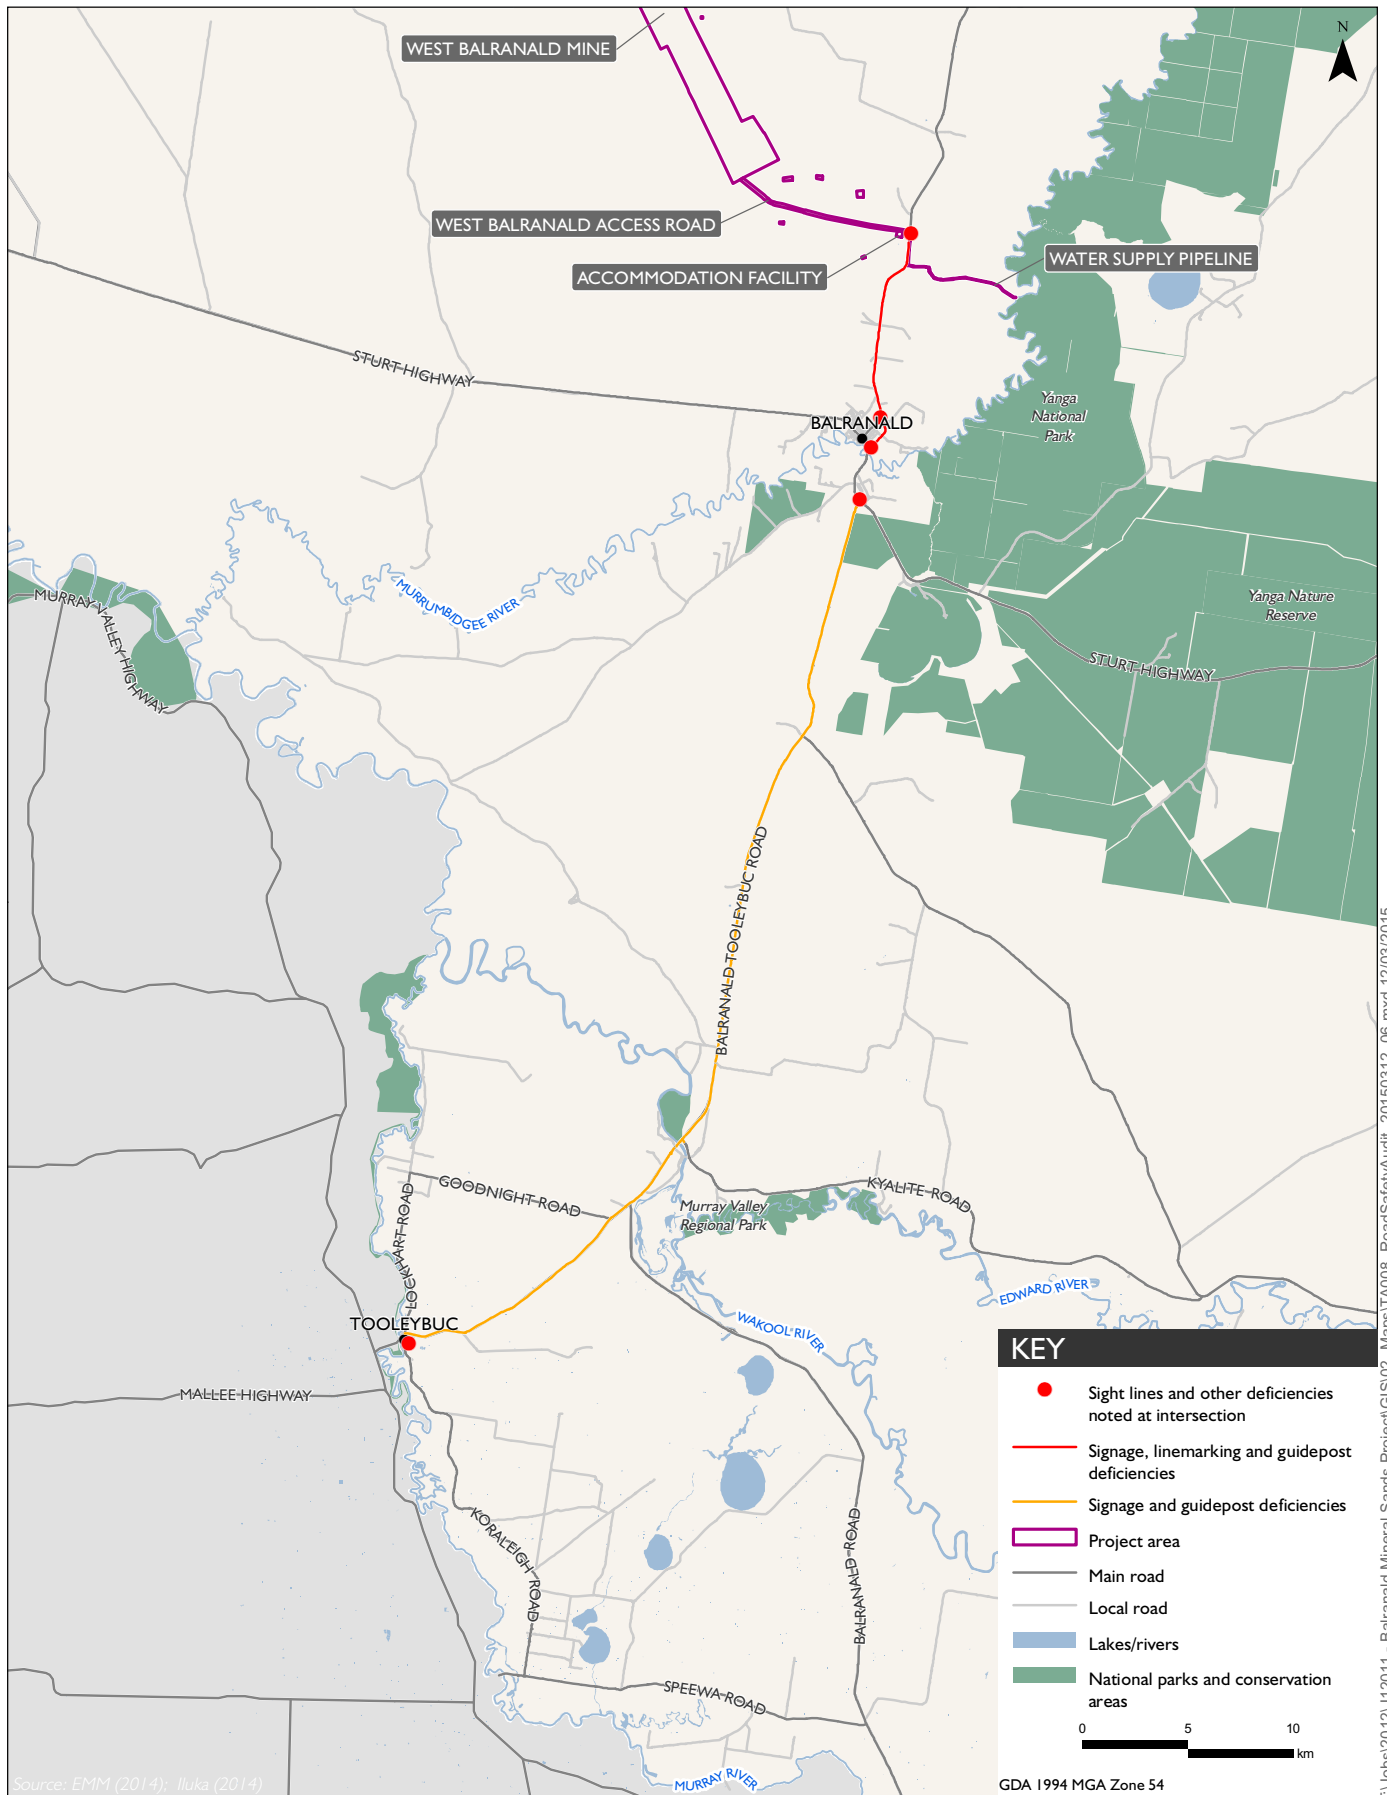 N
WEST BALRANALD MINE
WEST BALRANALD ACCESS ROAD
WATER SUPPLY PIPELINE
ACCOMMODATION FACILITY
STURT HIGHWAY
Yanga
National
Park
BALRANALD
MURRUMBIDGEE RIVER
MURRAY VALLEY HIGHWAY
Yanga Nature
Reserve
STURT HIGHWAY
BALRANALD TOOLEYBUC ROAD
GOODNIGHT ROAD
KYALITE ROAD
Murray Valley
Regional Park
LOCKHART ROAD
EDWARD RIVER
TOOLEYBUC
WAKOOL RIVER
MALLEE HIGHWAY
KORALEIGH ROAD
BALRANALD ROAD
SPEEWA ROAD
MURRAY RIVER
KEY
Sight lines and other deficiencies
noted at intersection
Signage, linemarking and guidepost
deficiencies
Signage and guidepost deficiencies
Project area
Main road
Local road
Lakes/rivers
National parks and conservation
areas
0 5 10
km
GDA 1994 MGA Zone 54
Source: EMM (2014); Iluka (2014)